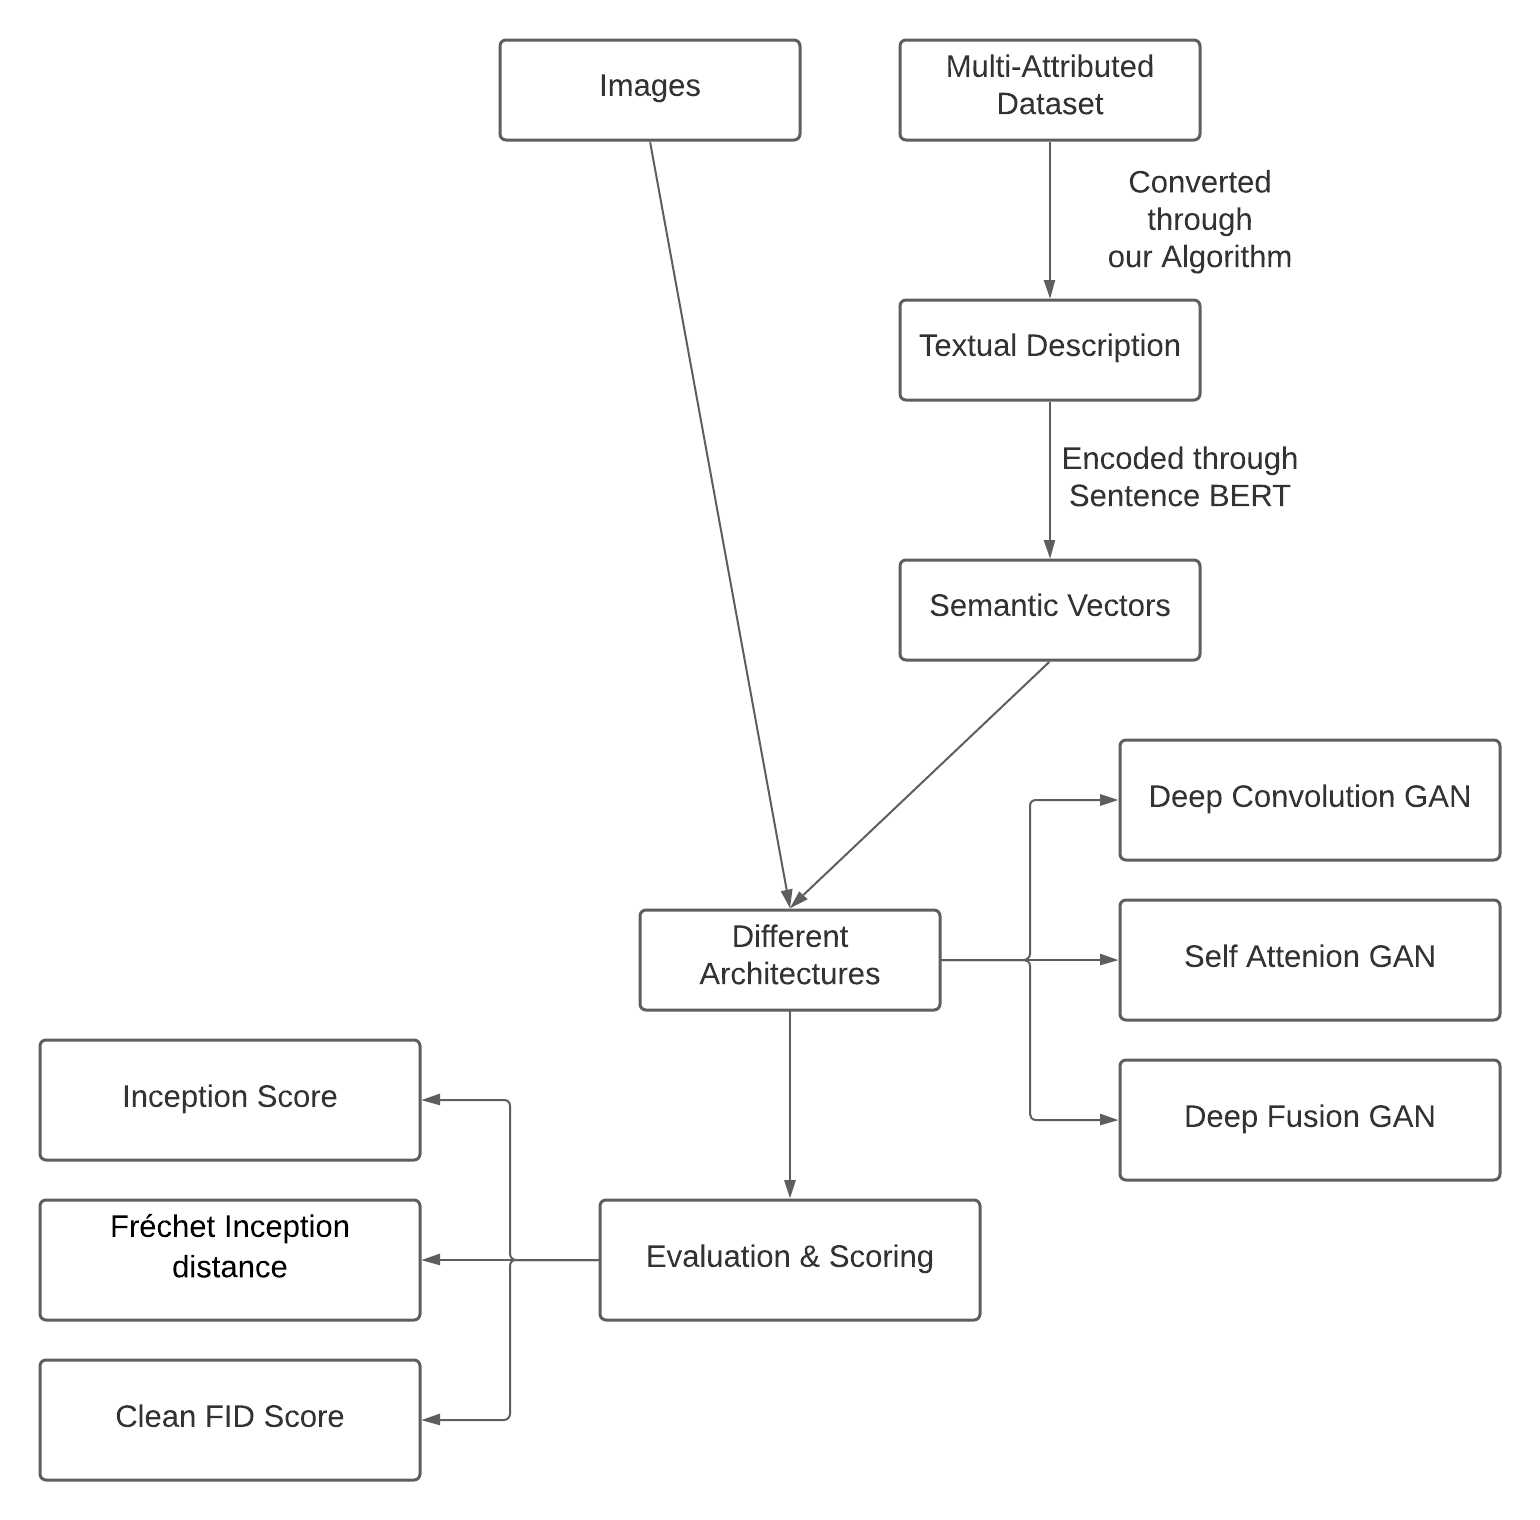 Images
Multi-Attributed
Dataset
Converted
through
our Algorithm
Textual Description
Encoded through
Sentence BERT
Semantic Vectors
Deep Convolution GAN
Different
Architectures
Self Attenion GAN
Deep Fusion GAN
Inception Score
Fréchet Inception
distance
Evaluation & Scoring
Clean FID Score